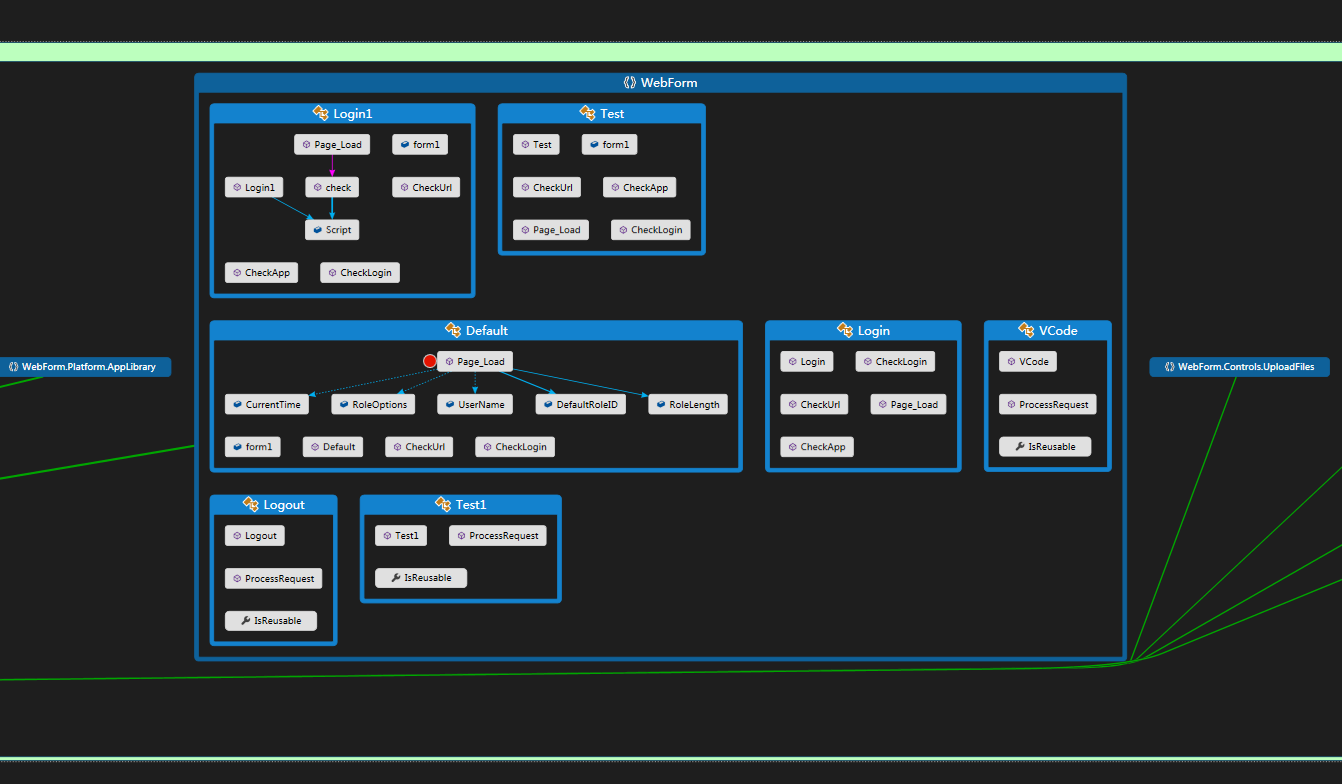 WebForm
Login1
Page_Load
form1
Login1
check
CheckUrl
Script
CheckApp
CheckLogin
Test
Test
form1
CheckUrl
CheckApp
Page_Load
CheckLogin
WebForm.Platform.AppLibrary
Default
Page_Load
CurrentTime
RoleOptions
UserName
DefaultRoleID
RoleLength
form1
Default
CheckUrl
CheckLogin
Login
Login
CheckLogin
CheckUrl
Page_Load
CheckApp
VCode
VCode
ProcessRequest
IsReusable
WebForm.Controls.UploadFiles
Logout
Logout
ProcessRequest
IsReusable
Test1
Test1
ProcessRequest
IsReusable